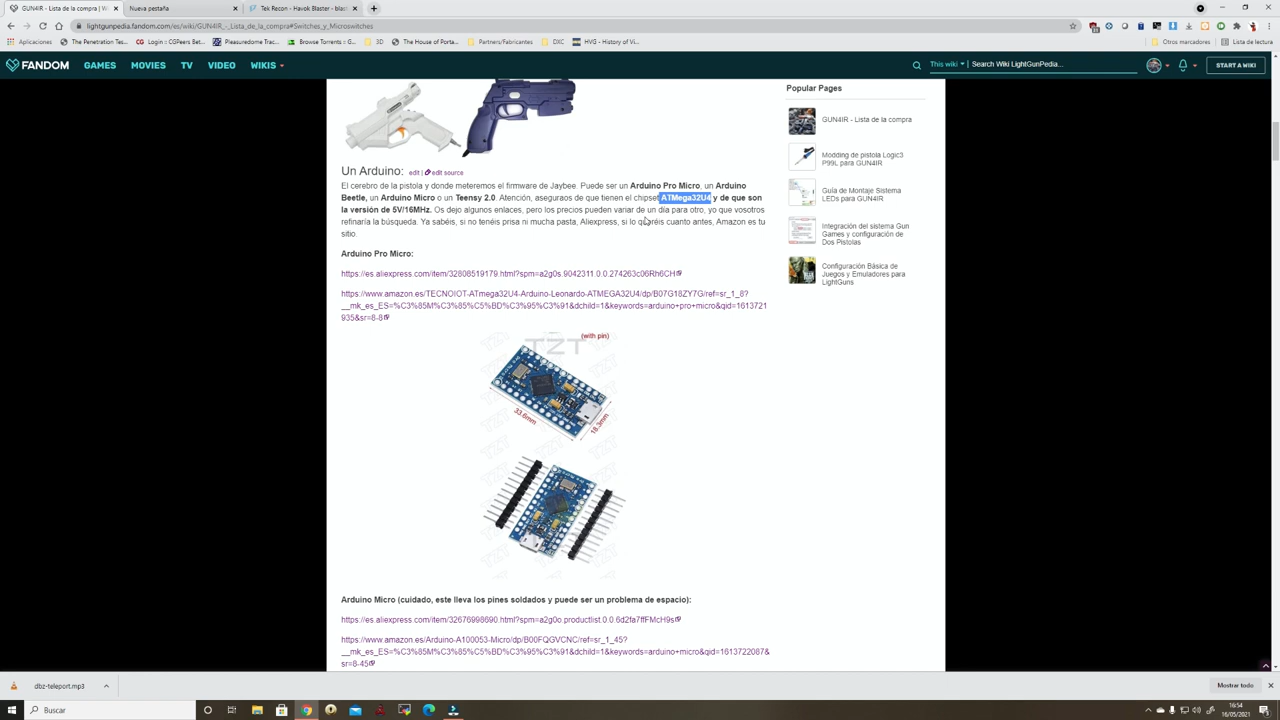 GUN4IR - Lista de la compra | W
Nueva pestaña
Tek Recon - Havok Blaster - blas
lightgunpedia.fandom.com/es/wiki/GUN4IR_-_Lista_de_la_compra#Switches_y_Microswitches
Aplicaciones
The Penetration Tes...
Login :: CGPeers Bet...
Pleasuredome Trac...
Browse Torrents :: G...
3D
The House of Porta...
Partners/Fabricantes
DXC
HVG - History of Vi...
Otros marcadores
Lista de lectura
FANDOM
GAMES
MOVIES
TV
VIDEO
WIKIS
This wiki
Search Wiki LightGunPedia...
START A WIKI
Popular Pages
GUN4IR - Lista de la compra
Modding de pistola Logic3
P99L para GUN4IR
Guía de Montaje Sistema
LEDs para GUN4IR
Integración del sistema Gun
Games y configuración de
Dos Pistolas
Configuración Básica de
Juegos y Emuladores para
LightGuns
Un Arduino: edit | edit source
El cerebro de la pistola y donde meteremos el firmware de Jaybee. Puede ser un Arduino Pro Micro, un Arduino
Beetle, un Arduino Micro o un Teensy 2.0. Atención, aseguraos de que tienen el chipset ATMega32U4 y de que son
la versión de 5V/16MHz. Os dejo algunos enlaces, pero los precios pueden variar de un día para otro, yo que vosotros
refinaría la búsqueda. Ya sabéis, si no tenéis prisa ni mucha pasta, Aliexpress, si lo queréis cuanto antes, Amazon es tu
sitio.
Arduino Pro Micro:
https://es.aliexpress.com/item/32808519179.html?spm=a2g0s.9042311.0.0.274263c06Rh6CH
https://www.amazon.es/TECNOIOT-ATmega32U4-Arduino-Leonardo-ATMEGA32U4/dp/B07G18ZY7G/ref=sr_1_8?
__mk_es_ES=%C3%85M%C3%85%C5%BD%C3%95%C3%91&dchild=1&keywords=arduino+pro+micro&qid=1613721
935&sr=8-8
(with pin)
TZT
33.6mm
18.3mm
Arduino Micro (cuidado, este lleva los pines soldados y puede ser un problema de espacio):
https://es.aliexpress.com/item/32676998690.html?spm=a2g0o.productlist.0.0.6d2fa7ffFMcH9s
https://www.amazon.es/Arduino-A100053-Micro/dp/B00FQGVCNC/ref=sr_1_45?
__mk_es_ES=%C3%85M%C3%85%C5%BD%C3%95%C3%91&dchild=1&keywords=arduino+micro&qid=1613722087&
sr=8-45
dbz-teleport.mp3
Mostrar todo
Buscar
16:54
16/05/2021